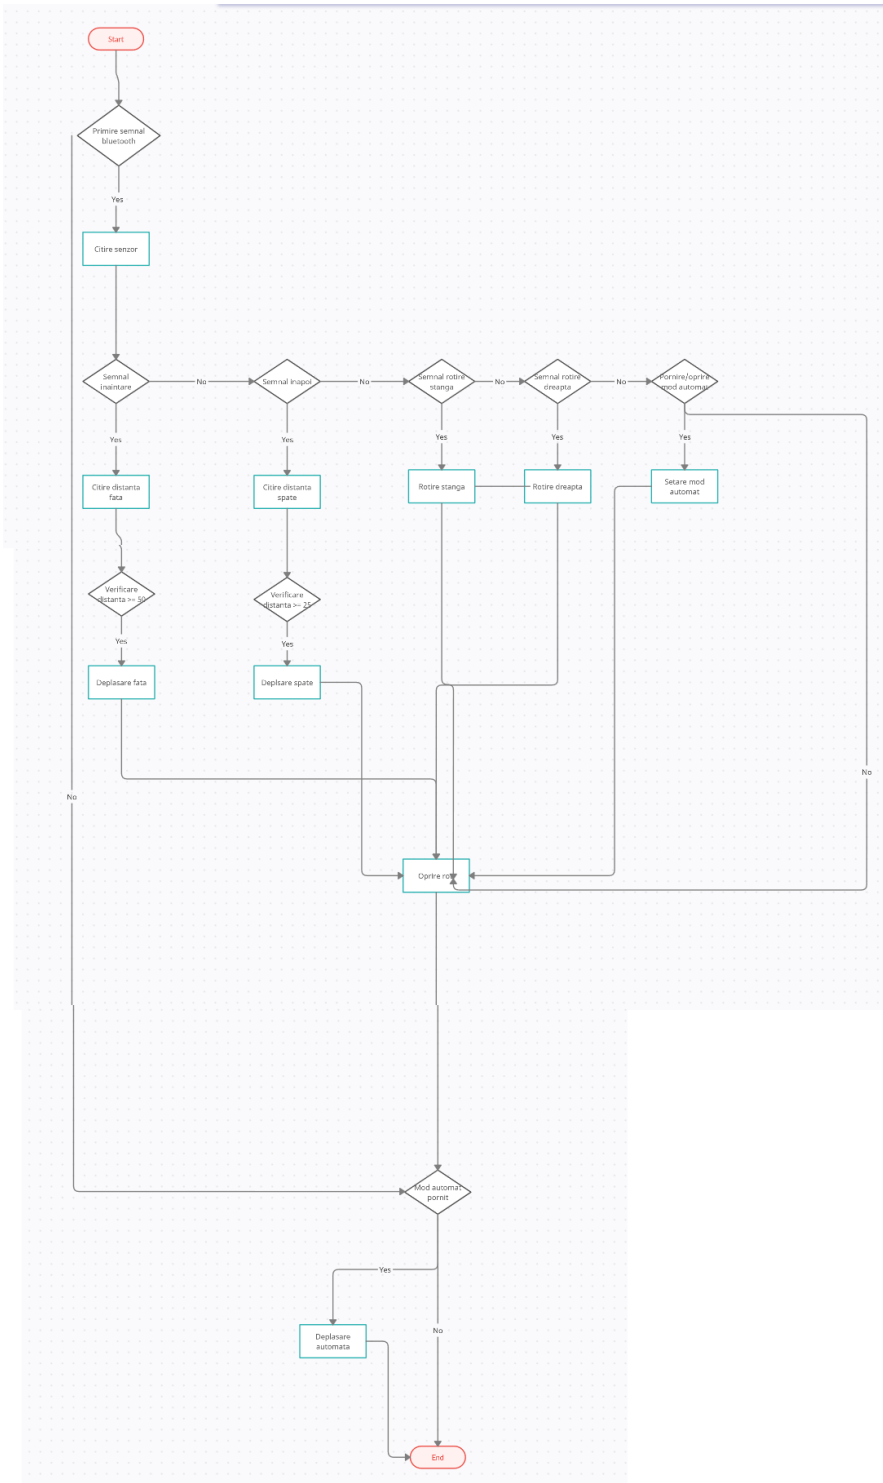 Start
Primire semnal
bluetooth
Yes
Citire senzor
Semnal
inaintare
No
Semnal inapoi
No
Semnal rotire
stanga
No
Semnal rotire
dreapta
No
Pornire/oprire
mod automat
Yes
Yes
Yes
Yes
Yes
Citire distanta
fata
Citire distanta
spate
Rotire stanga
Rotire dreapta
Setare mod
automat
Verificare
distanta >= 50
Verificare
distanta >= 25
Yes
Yes
Deplasare fata
Deplsare spate
No
No
Oprire
Mod automat
pornit
Yes
No
Deplasare
automata
End